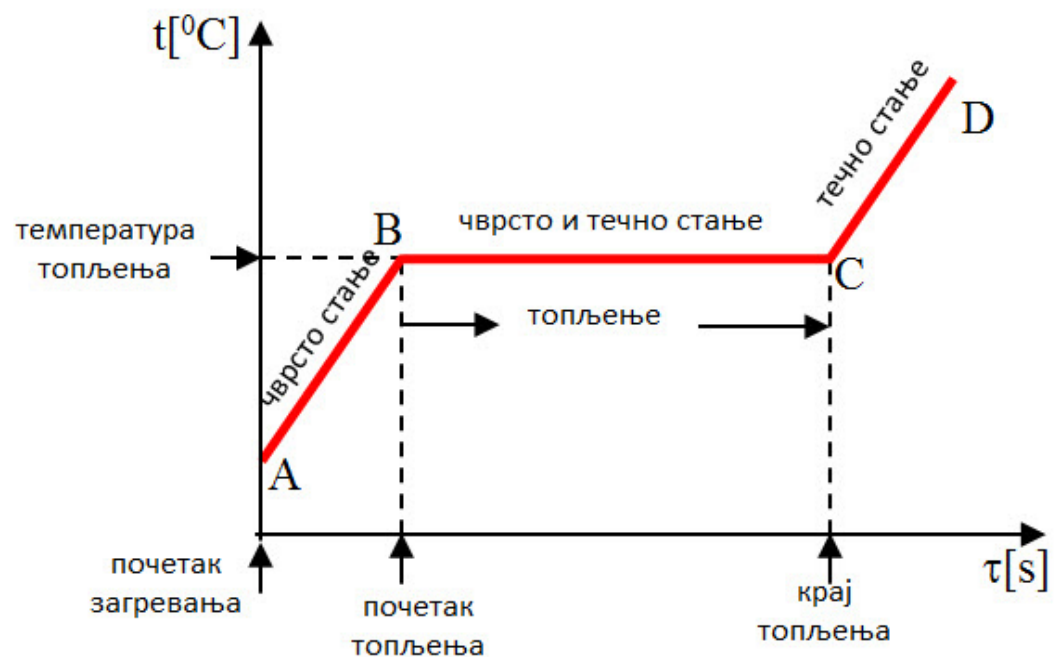 t[⁰C]
течно стање
D
температура
топљења
B
чврсто и течно стање
C
чврсто стање
топљење
A
τ[s]
почетак
загревања
почетак
топљења
крај
топљења